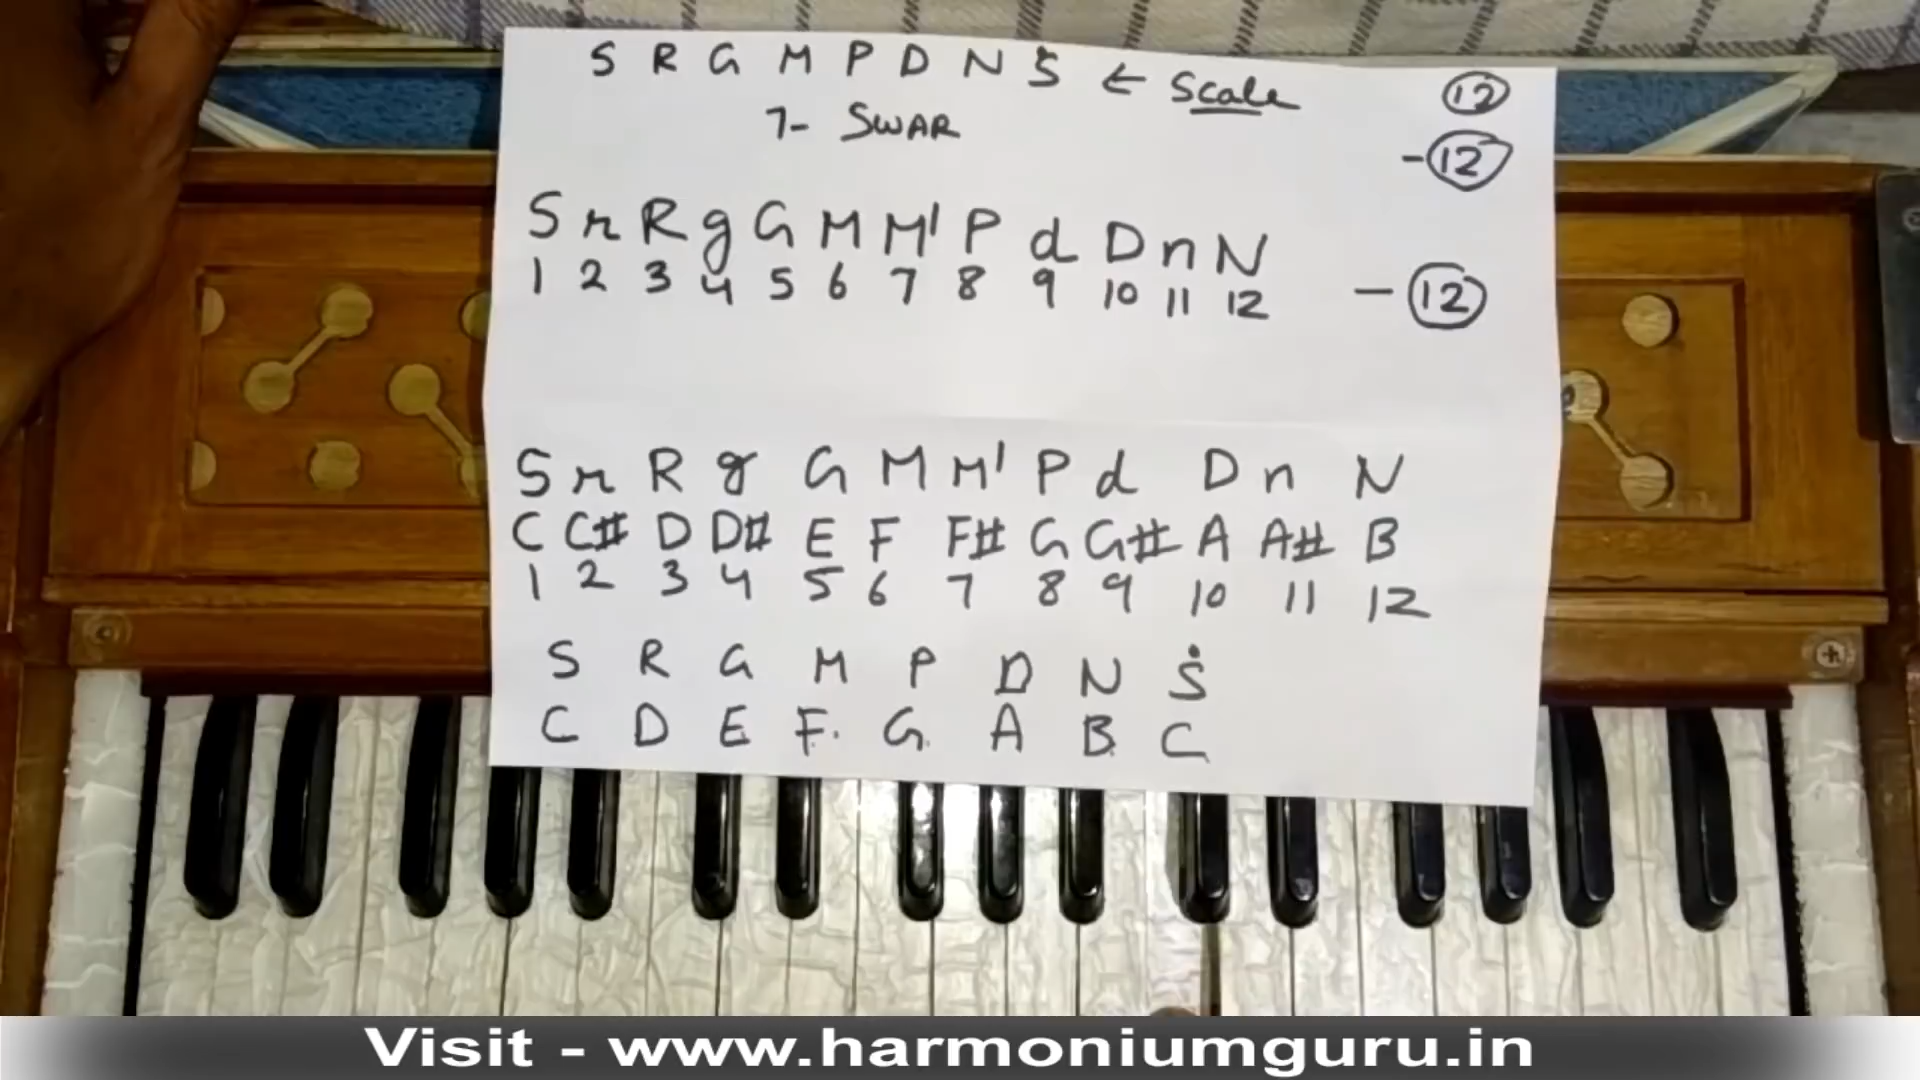 S R G M P D N Ṡ ← Scale (12)
7- SWAR -(12)
S r R g G M M' P d D n N
1 2 3 4 5 6 7 8 9 10 11 12 - (12)
S r R g G M M' P d D n N
C C# D D# E F F# G G# A A# B
1 2 3 4 5 6 7 8 9 10 11 12
S R G M P D N Ṡ
C D E F. G. A B C
Visit - www.harmoniumguru.in